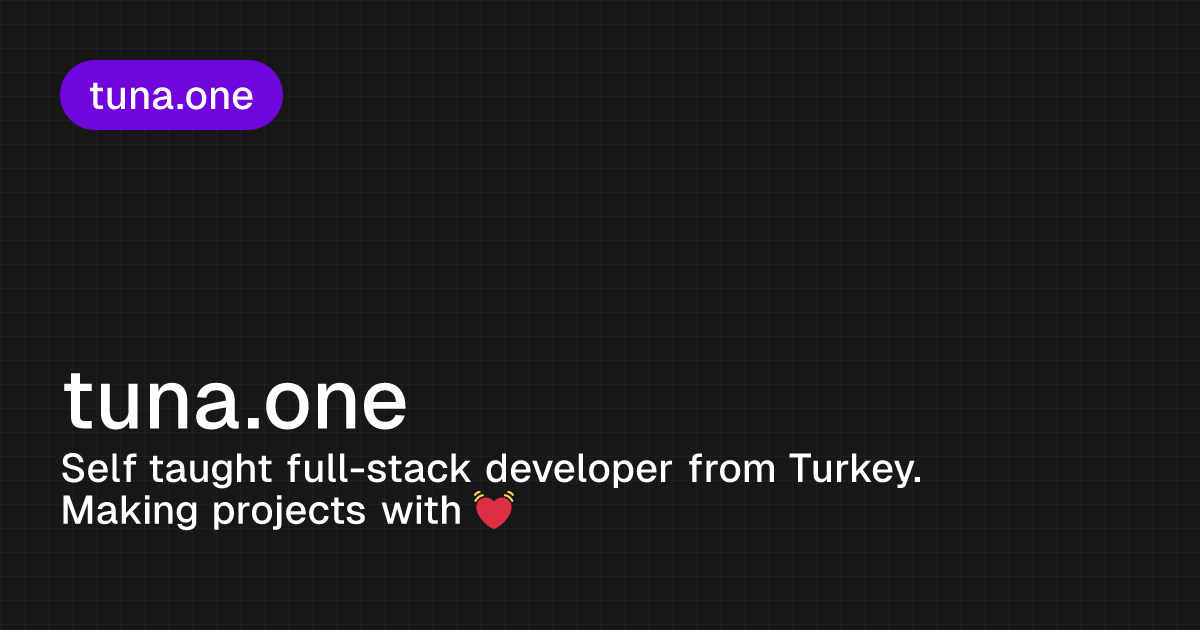 tuna.one
tuna.one
Self taught full-stack developer from Turkey.
Making projects with 💓